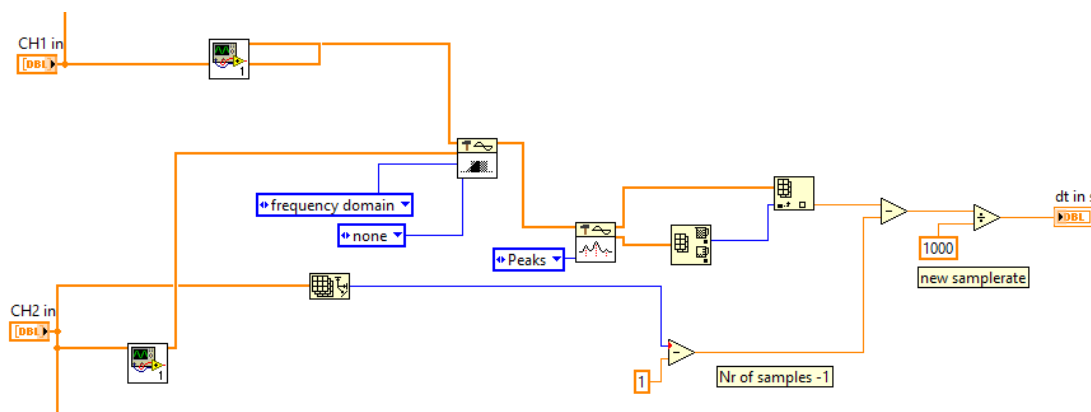 CH1 in
[DBL]
1
frequency domain
none
Peaks
dt in s
DBL
1000
new samplerate
CH2 in
[DBL]
1
1
Nr of samples -1